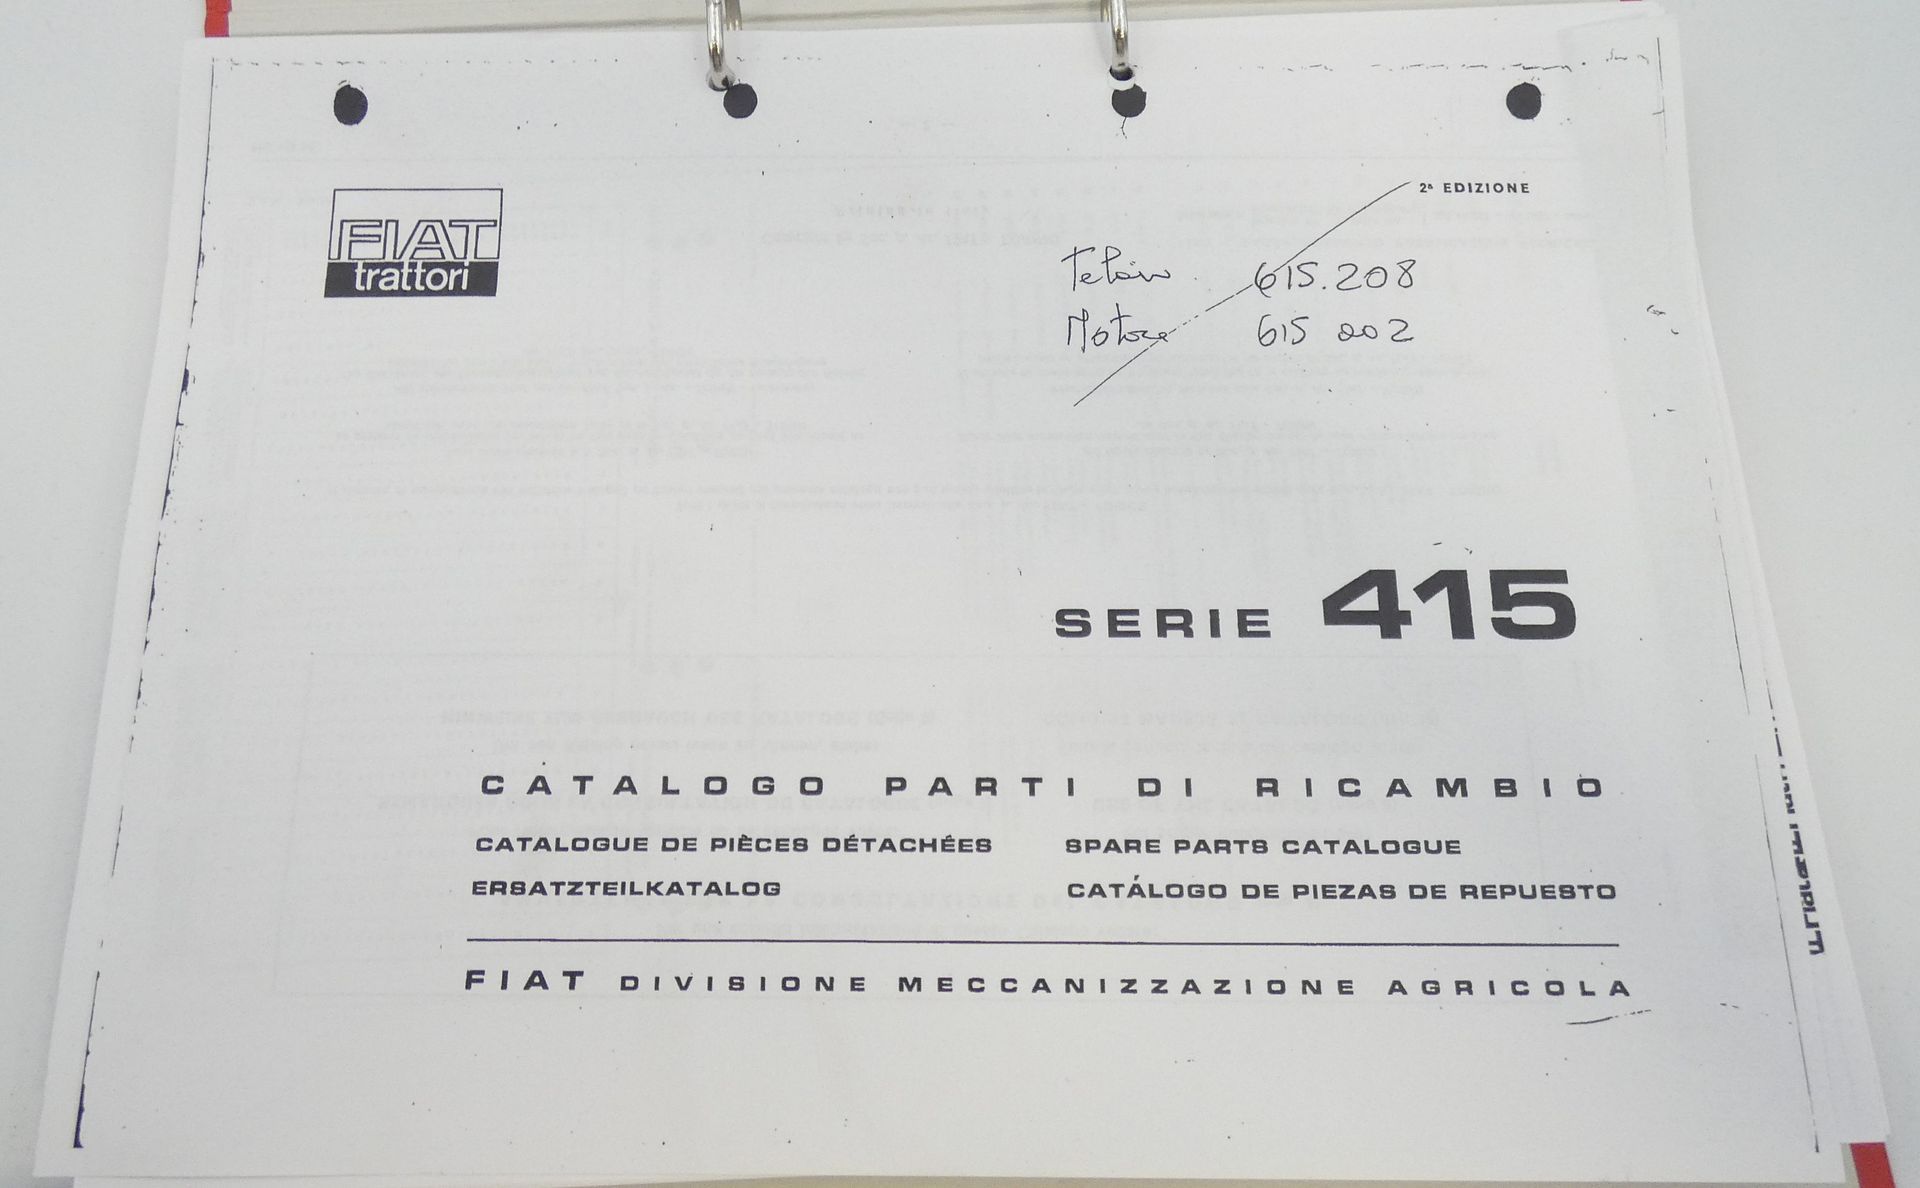 2ª EDIZIONE
FIAT
trattori
Telaio 615.208
Motore 615 002
SERIE 415
CATALOGO PARTI DI RICAMBIO
CATALOGUE DE PIÈCES DÉTACHÉES SPARE PARTS CATALOGUE
ERSATZTEILKATALOG CATÁLOGO DE PIEZAS DE REPUESTO
FIAT DIVISIONE MECCANIZZAZIONE AGRICOLA